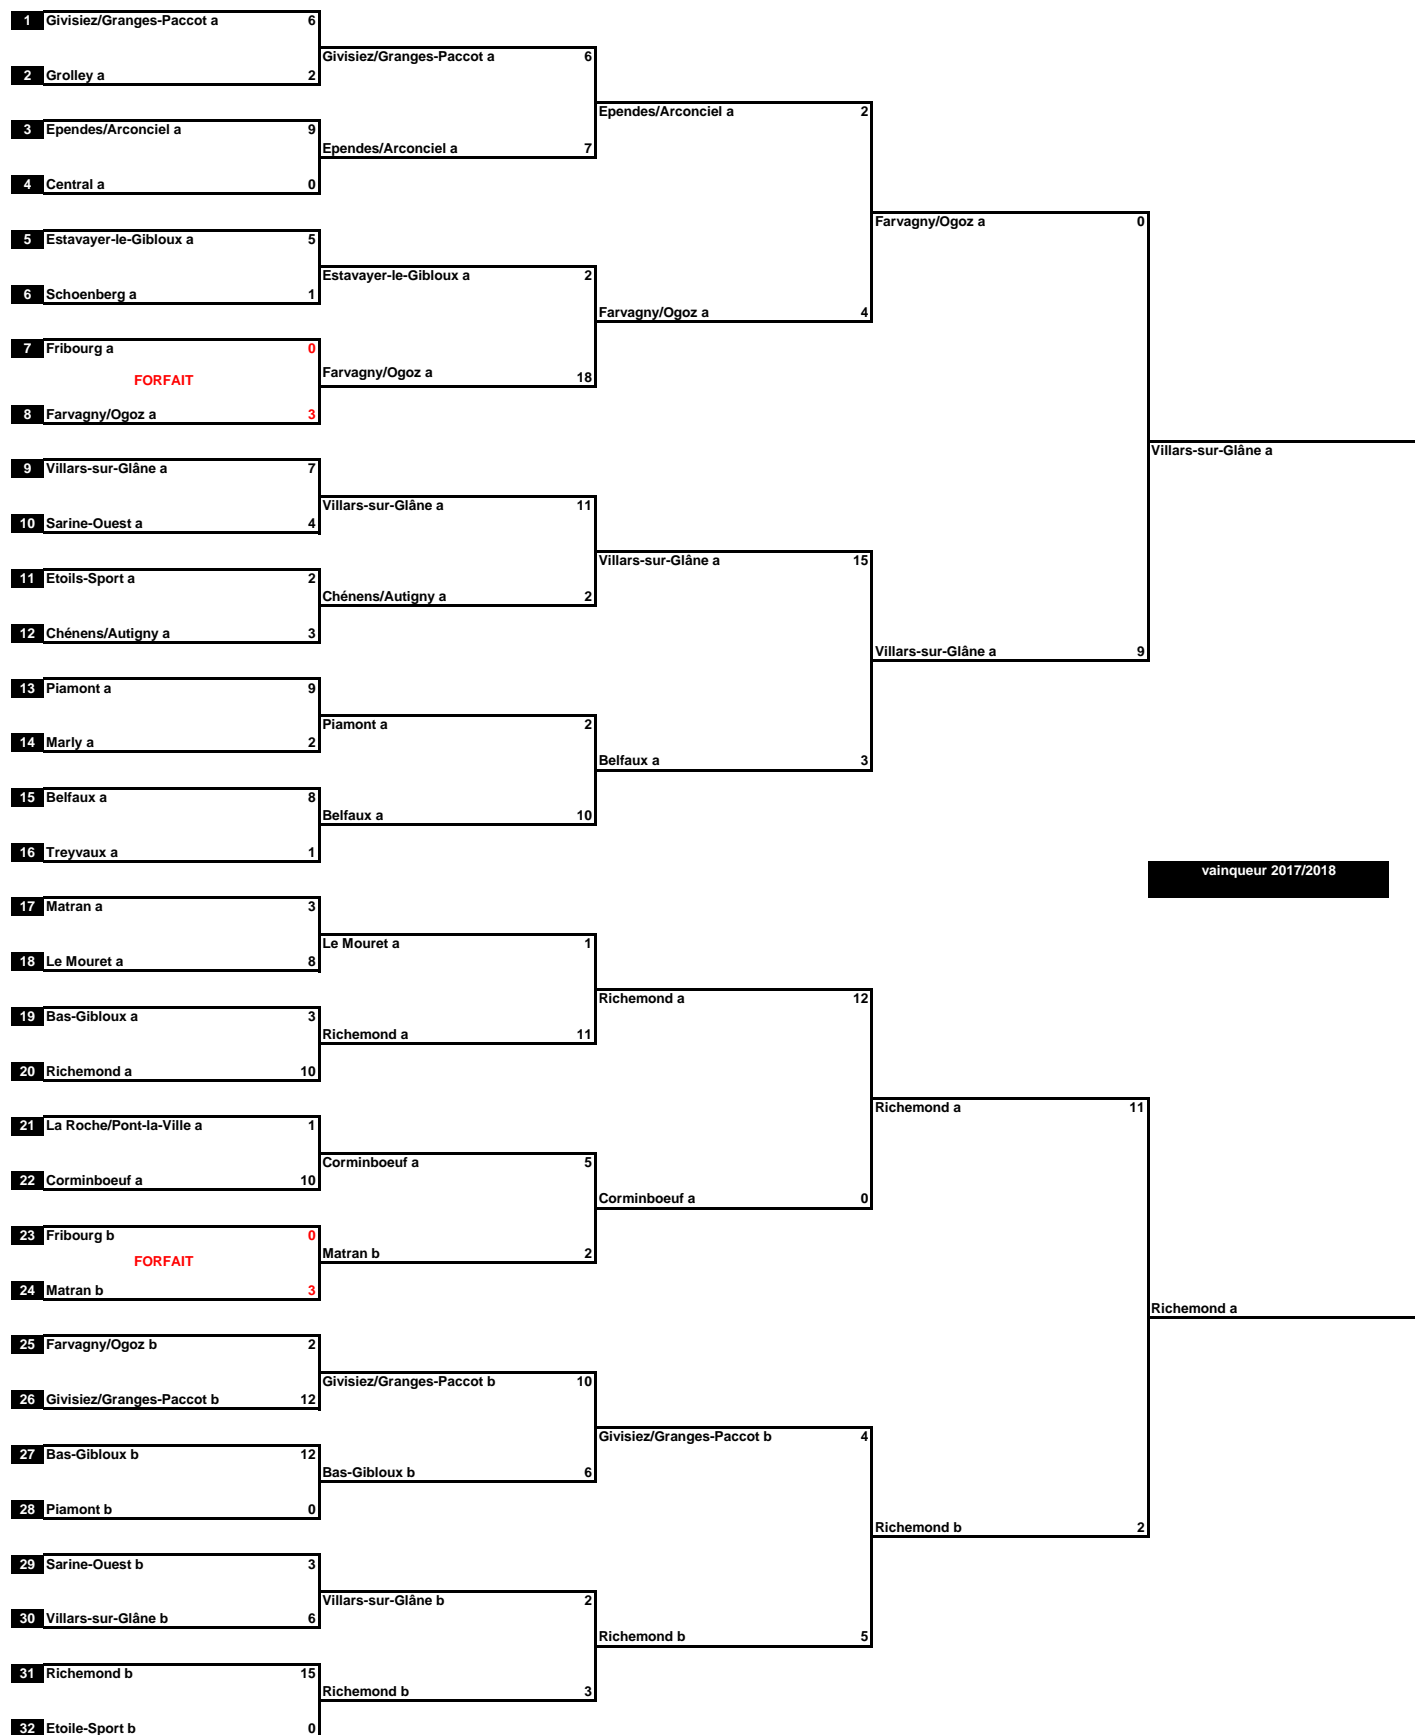 1 Givisiez/Granges-Paccot a 6
Givisiez/Granges-Paccot a 6
2 Grolley a 2
Ependes/Arconciel a 2
3 Ependes/Arconciel a 9
Ependes/Arconciel a 7
4 Central a 0
Farvagny/Ogoz a 0
5 Estavayer-le-Gibloux a 5
Estavayer-le-Gibloux a 2
6 Schoenberg a 1
Farvagny/Ogoz a 4
7 Fribourg a 0
Farvagny/Ogoz a 18
FORFAIT
8 Farvagny/Ogoz a 3
Villars-sur-Glâne a
9 Villars-sur-Glâne a 7
Villars-sur-Glâne a 11
10 Sarine-Ouest a 4
Villars-sur-Glâne a 15
11 Etoils-Sport a 2
Chénens/Autigny a 2
12 Chénens/Autigny a 3
Villars-sur-Glâne a 9
13 Piamont a 9
Piamont a 2
14 Marly a 2
Belfaux a 3
15 Belfaux a 8
Belfaux a 10
16 Treyvaux a 1
vainqueur 2017/2018
17 Matran a 3
Le Mouret a 1
18 Le Mouret a 8
Richemond a 12
19 Bas-Gibloux a 3
Richemond a 11
20 Richemond a 10
Richemond a 11
21 La Roche/Pont-la-Ville a 1
Corminboeuf a 5
22 Corminboeuf a 10
Corminboeuf a 0
23 Fribourg b 0
Matran b 2
FORFAIT
24 Matran b 3
Richemond a
25 Farvagny/Ogoz b 2
Givisiez/Granges-Paccot b 10
26 Givisiez/Granges-Paccot b 12
Givisiez/Granges-Paccot b 4
27 Bas-Gibloux b 12
Bas-Gibloux b 6
28 Piamont b 0
Richemond b 2
29 Sarine-Ouest b 3
Villars-sur-Glâne b 2
30 Villars-sur-Glâne b 6
Richemond b 5
31 Richemond b 15
Richemond b 3
32 Etoile-Sport b 0